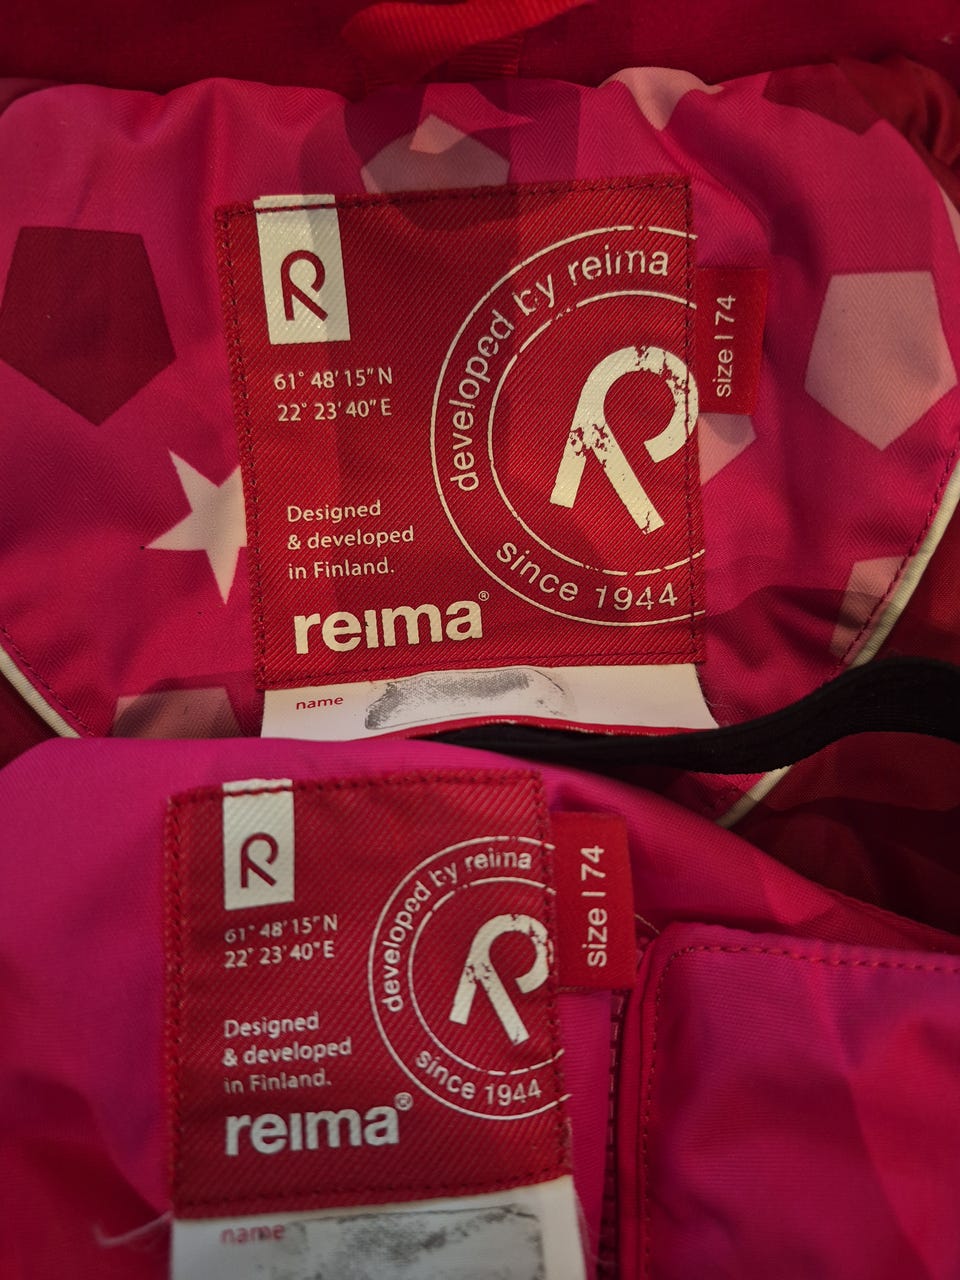 R
61° 48' 15" N
22° 23' 40" E
Designed
& developed
in Finland.
reima®
developed by reima
R
since 1944
size | 74
name
R
61° 48' 15" N
22° 23' 40" E
Designed
& developed
in Finland.
reima®
developed by reima
R
since 1944
size | 74
name